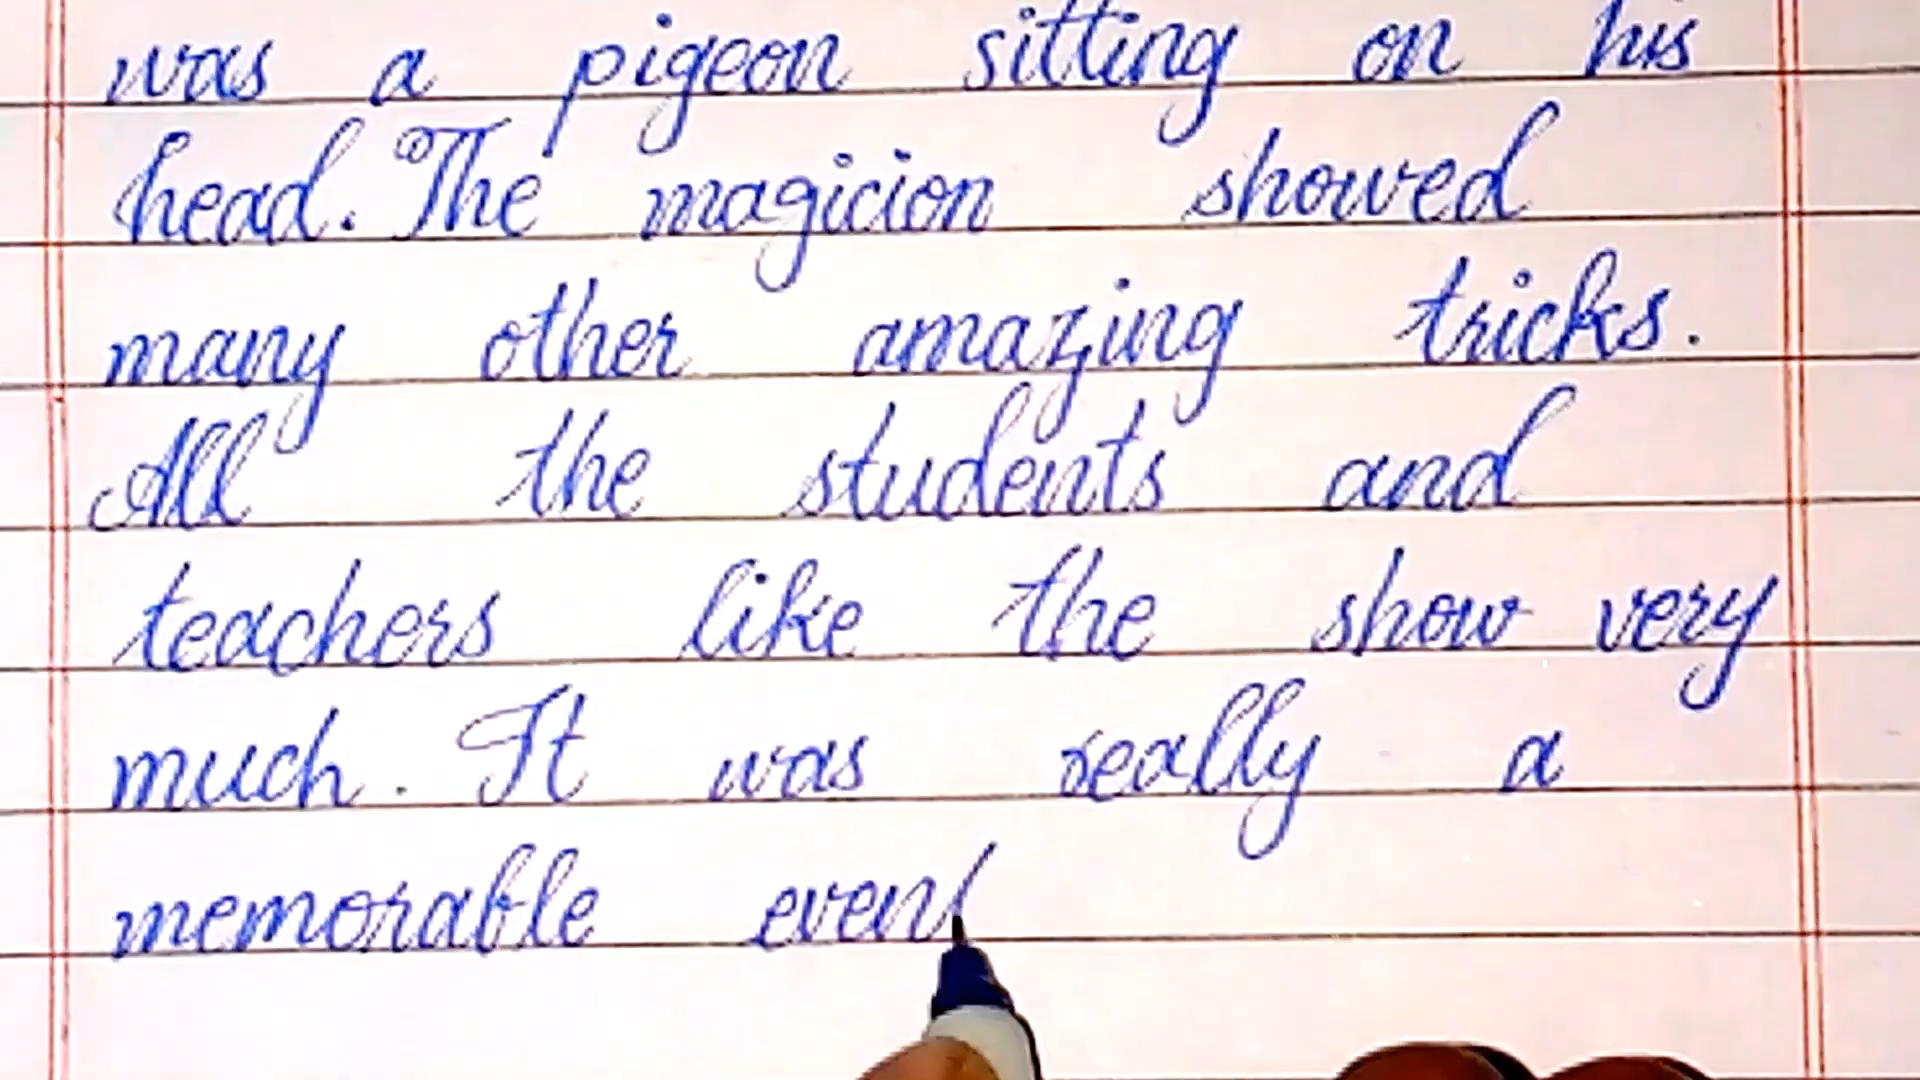 was a pigeon sitting on his
head. The magicion showed
many other amazing tricks.
All the students and
teachers like the show very
much. It was really a
memorable event